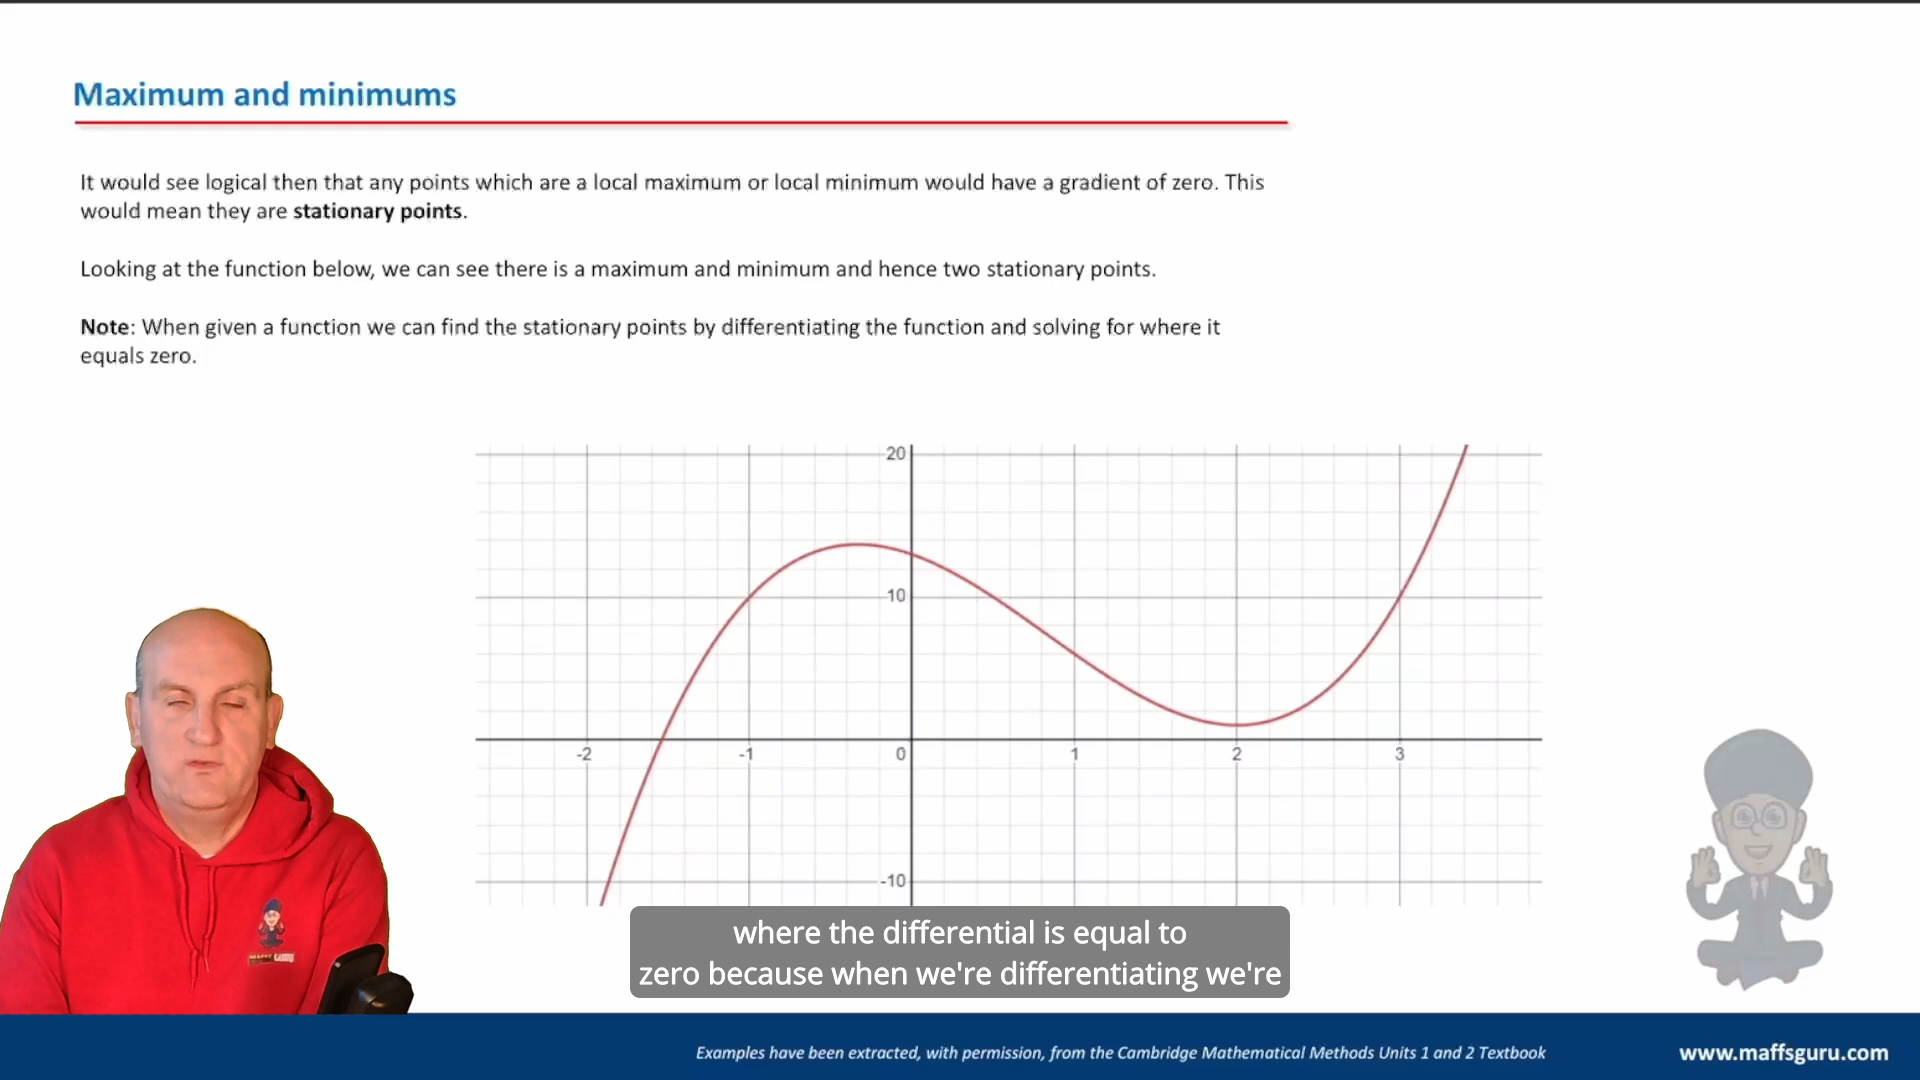 Maximum and minimums
It would see logical then that any points which are a local maximum or local minimum would have a gradient of zero. This
would mean they are stationary points.
Looking at the function below, we can see there is a maximum and minimum and hence two stationary points.
Note: When given a function we can find the stationary points by differentiating the function and solving for where it
equals zero.
20
10
-2 -1 0 1 2 3
-10
where the differential is equal to
zero because when we're differentiating we're
Examples have been extracted, with permission, from the Cambridge Mathematical Methods Units 1 and 2 Textbook
www.maffsguru.com